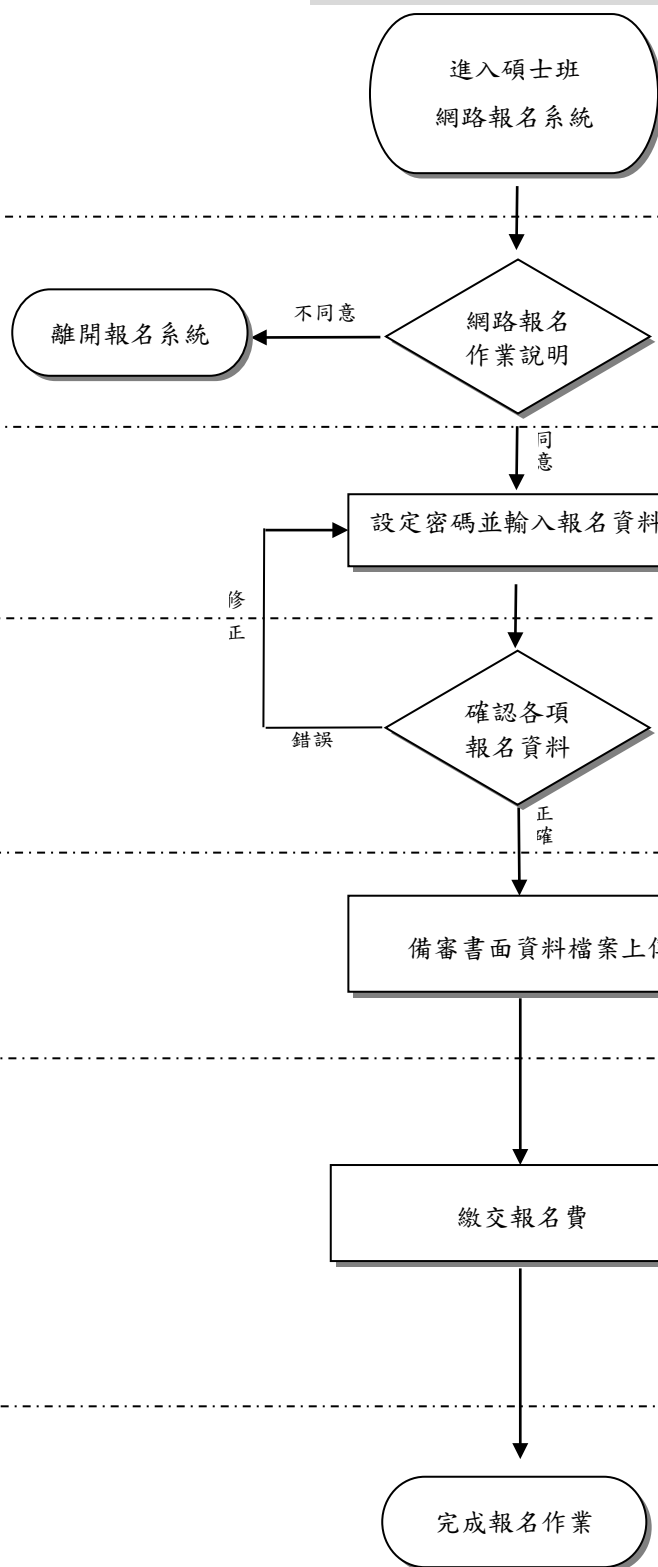 進入碩士班
網路報名系統
不同意
網路報名
作業說明
離開報名系統
同
意
設定密碼並輸入報名資料
修
正
確認各項
報名資料
錯誤
正
確
備審書面資料檔案上
繳交報名費
完成報名作業